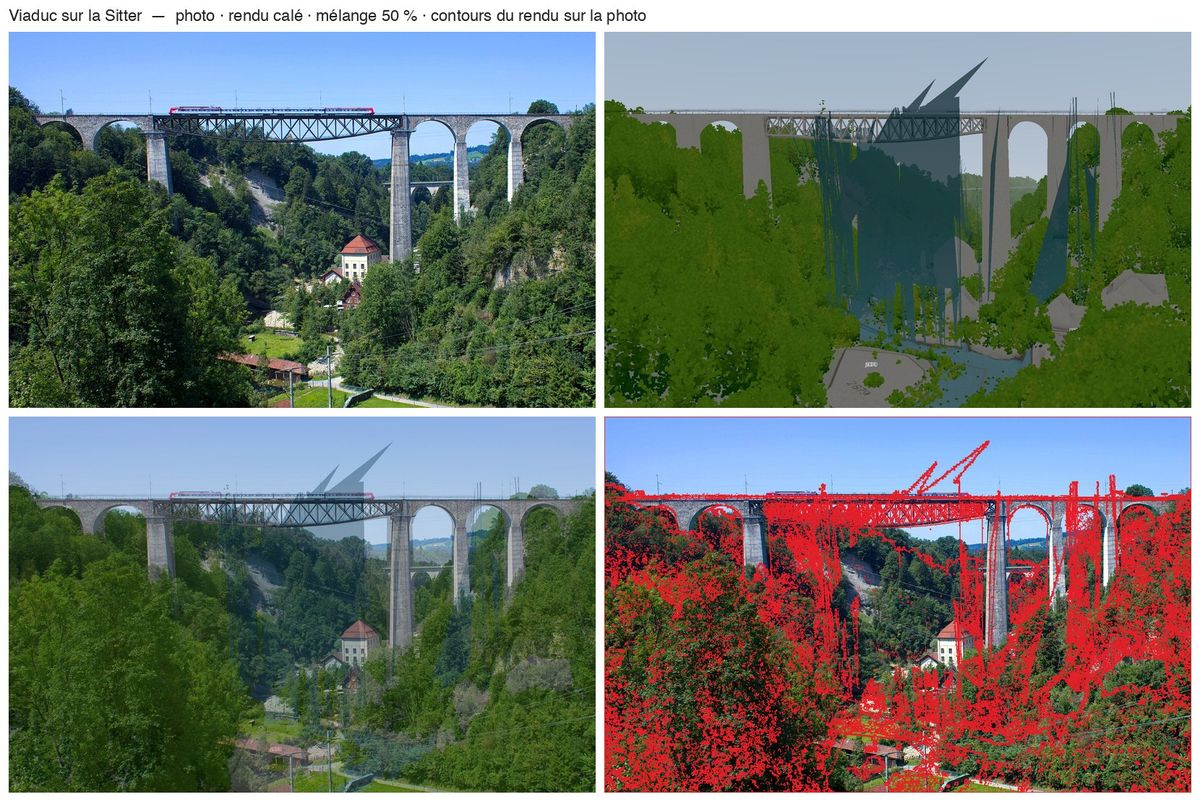 Viaduc sur la Sitter — photo · rendu calé · mélange 50 % · contours du rendu sur la photo